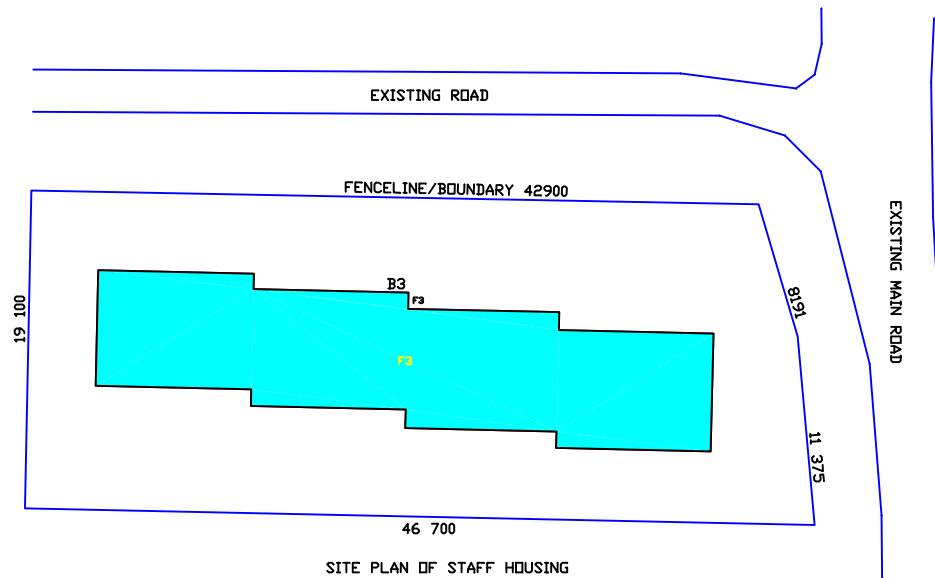 EXISTING ROAD
FENCELINE/BOUNDARY 42900
EXISTING MAIN ROAD
B3
F3
8191
19 100
F3
11 375
46 700
SITE PLAN OF STAFF HOUSING